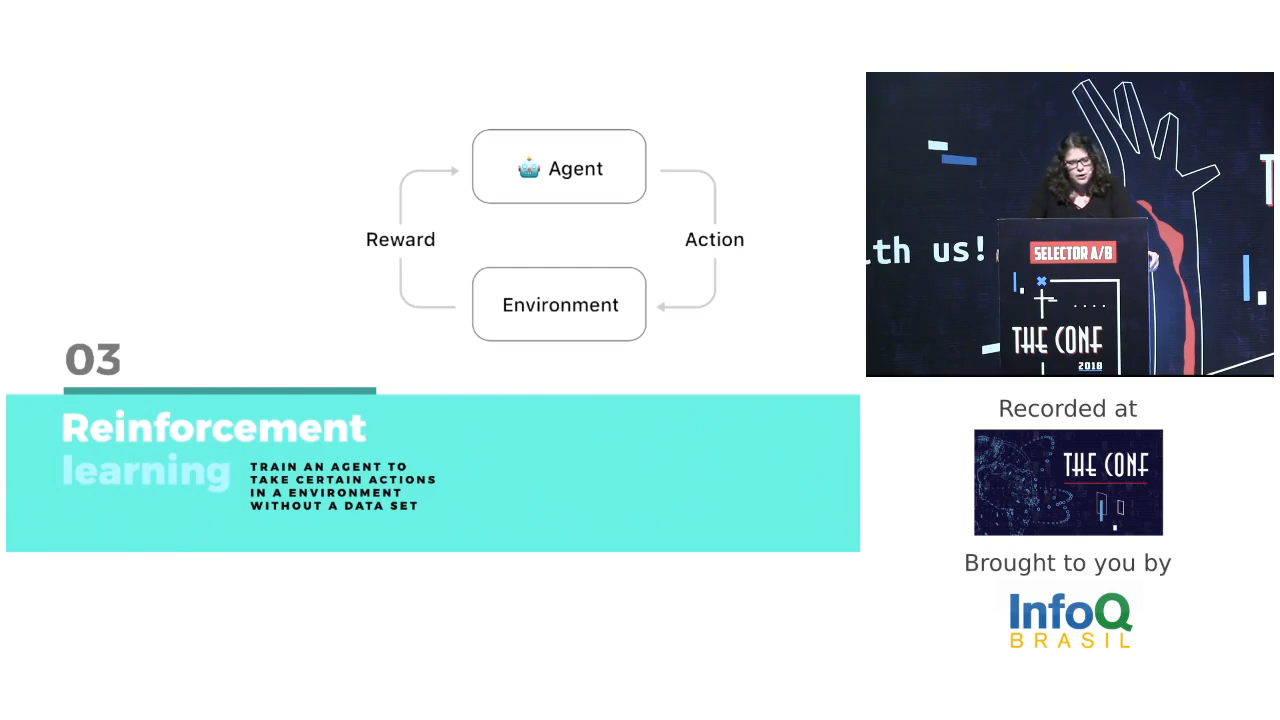 Agent
Reward
Action
Environment
03
Reinforcement
learning
TRAIN AN AGENT TO
TAKE CERTAIN ACTIONS
IN A ENVIRONMENT
WITHOUT A DATA SET
th us!
SELECTOR A/B
THE CONF
2018
Recorded at
THE CONF
Brought to you by
InfoQ
BRASIL